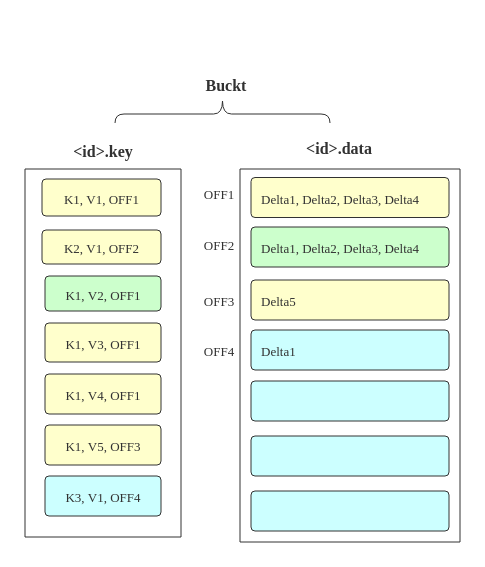 Buckt
<id>.key
<id>.data
K1, V1, OFF1
K2, V1, OFF2
K1, V2, OFF1
K1, V3, OFF1
K1, V4, OFF1
K1, V5, OFF3
K3, V1, OFF4
OFF1
Delta1, Delta2, Delta3, Delta4
OFF2
Delta1, Delta2, Delta3, Delta4
OFF3
Delta5
OFF4
Delta1